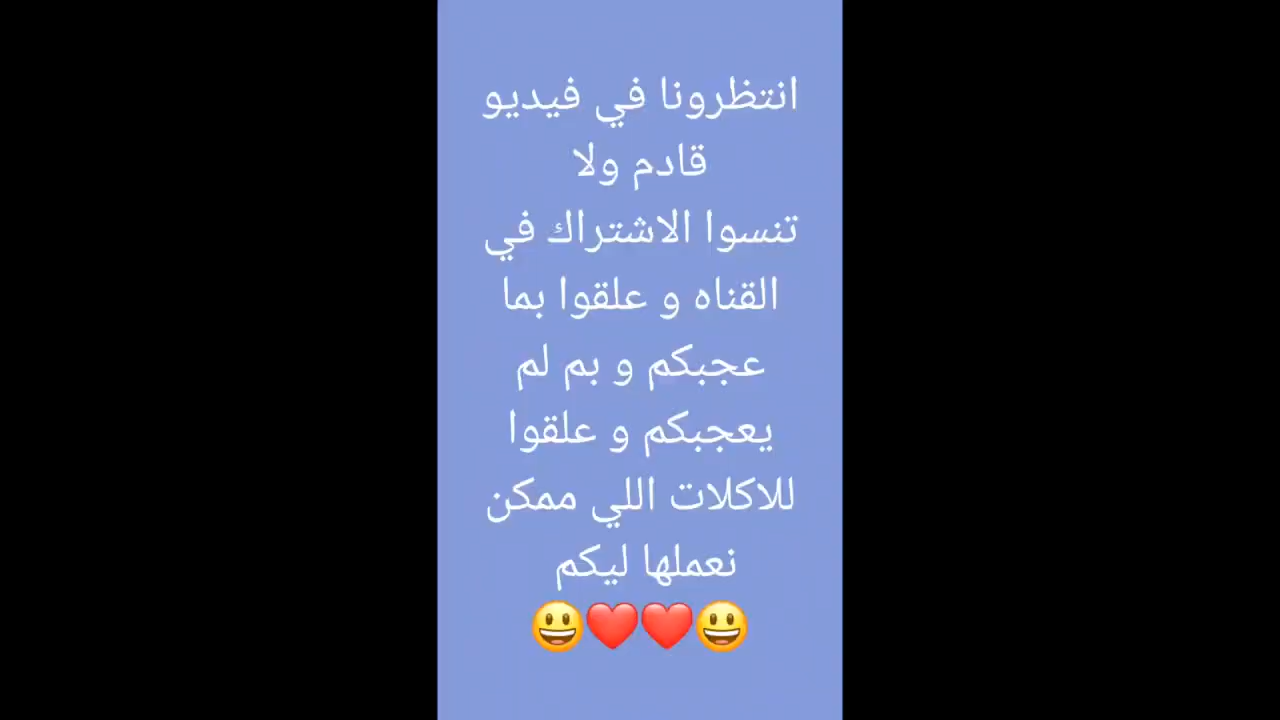 انتظرونا في فيديو
قادم ولا
تنسوا الاشتراك في
القناه و علقوا بما
عجبكم و بم لم
يعجبكم و علقوا
للاكلات اللي ممكن
نعملها ليكم
😃❤️❤️😃